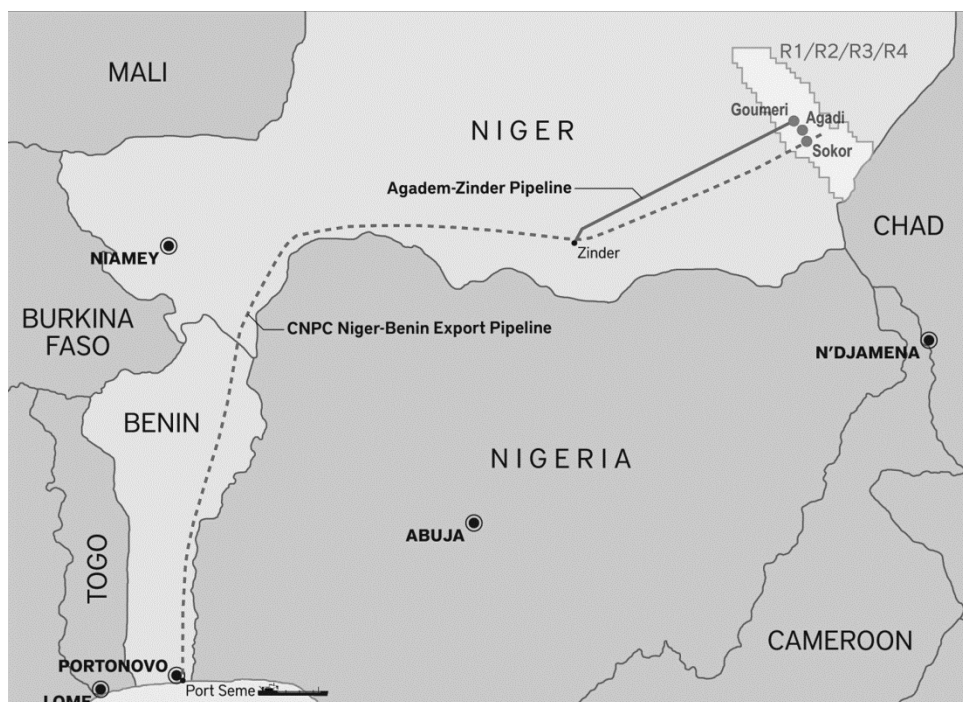 R1/R2/R3/R4
MALI
Goumeri
Agadi
NIGER
Sokor
Agadem-Zinder Pipeline
CHAD
NIAMEY
Zinder
BURKINA
FASO
CNPC Niger-Benin Export Pipeline
N'DJAMENA
BENIN
NIGERIA
ABUJA
TOGO
CAMEROON
PORTONOVO
Port Seme
LOME